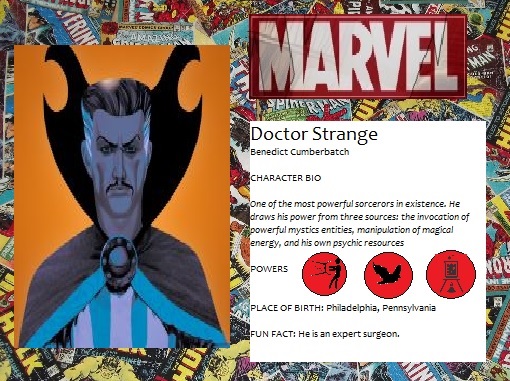 MARVEL
Doctor Strange
Benedict Cumberbatch
CHARACTER BIO
One of the most powerful sorcerors in existence. He
draws his power from three sources: the invocation of
powerful mystics entities, manipulation of magical
energy, and his own psychic resources
POWERS
PLACE OF BIRTH: Philadelphia, Pennsylvania
FUN FACT: He is an expert surgeon.